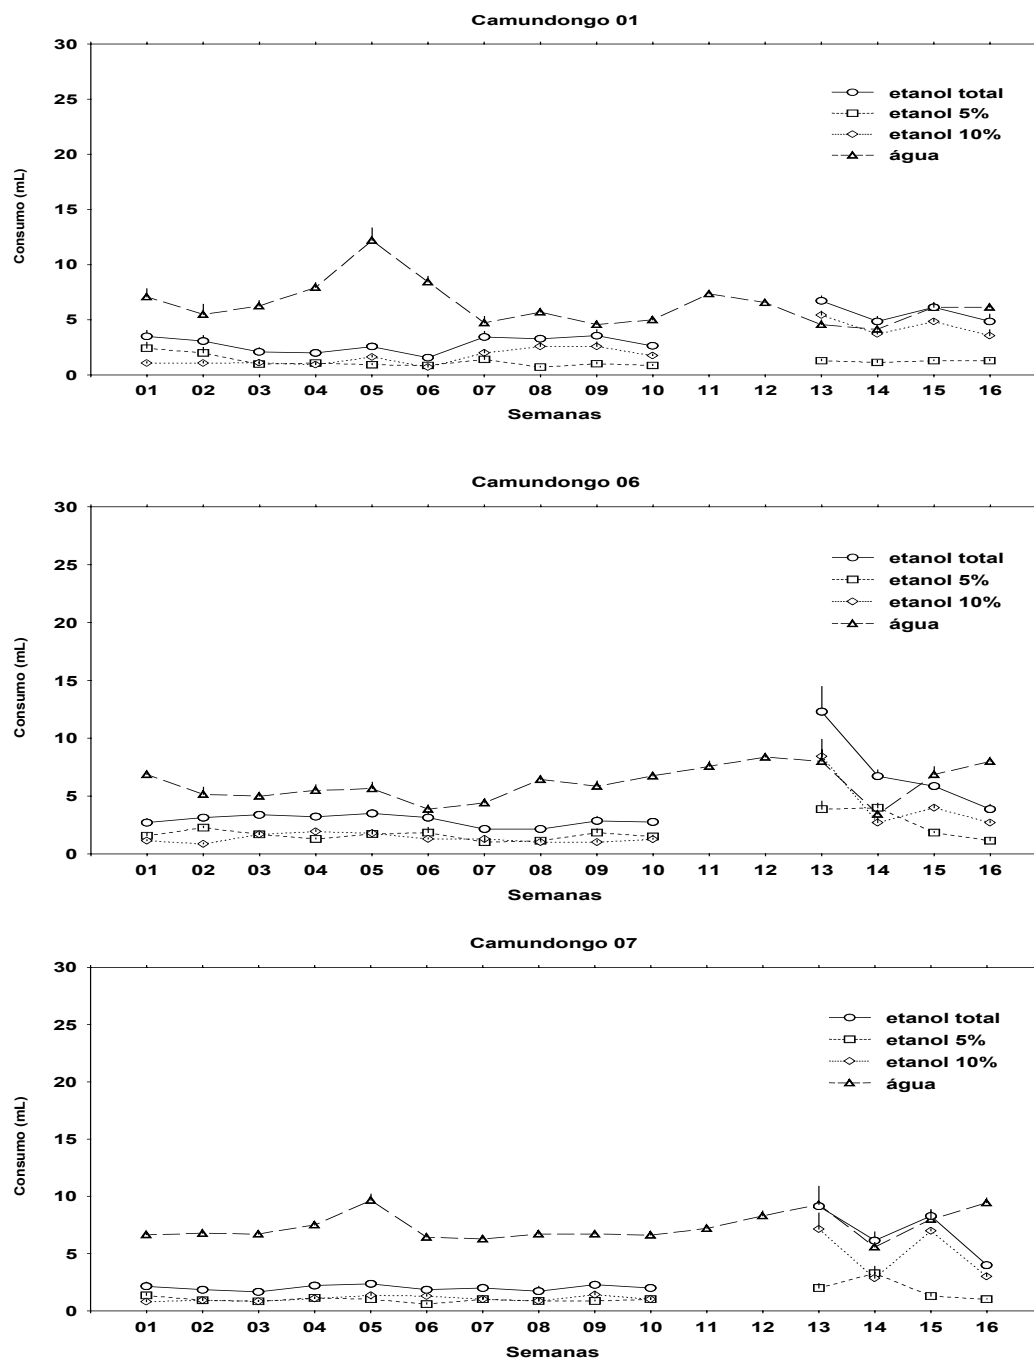 Camundongo 01
30
25
20
15
10
5
0
Consumo (mL)
etanol total
etanol 5%
etanol 10%
água
01 02 03 04 05 06 07 08 09 10 11 12 13 14 15 16
Semanas
Camundongo 06
30
25
20
15
10
5
0
Consumo (mL)
etanol total
etanol 5%
etanol 10%
água
01 02 03 04 05 06 07 08 09 10 11 12 13 14 15 16
Semanas
Camundongo 07
30
25
20
15
10
5
0
Consumo (mL)
etanol total
etanol 5%
etanol 10%
água
01 02 03 04 05 06 07 08 09 10 11 12 13 14 15 16
Semanas